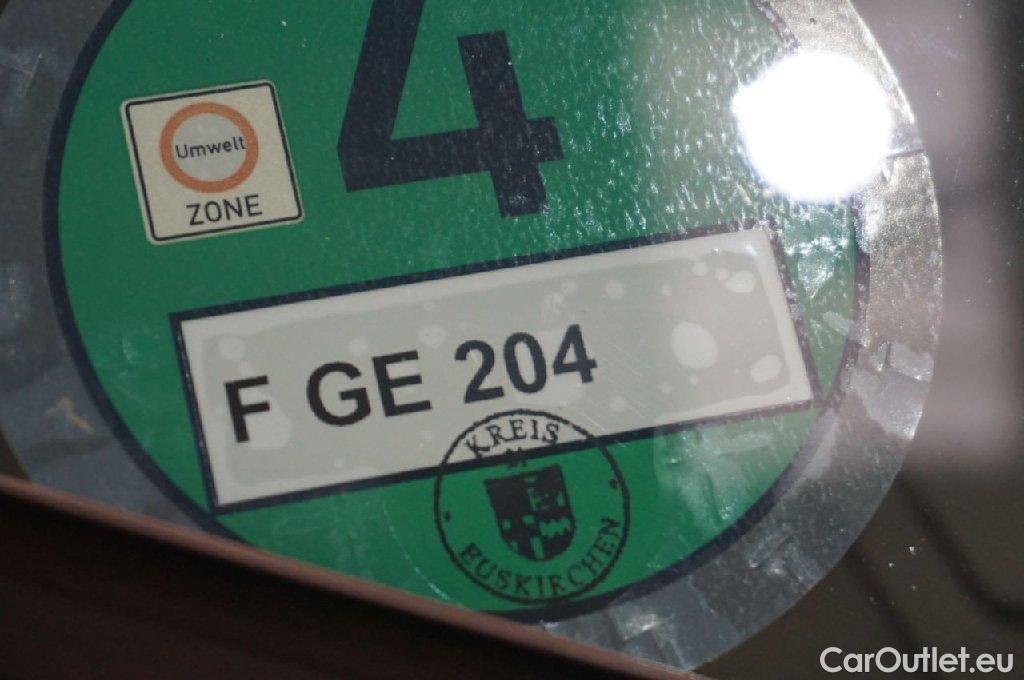 4
Umwelt
ZONE
F GE 204
KREIS
EUSKIRCHEN
CarOutlet.eu